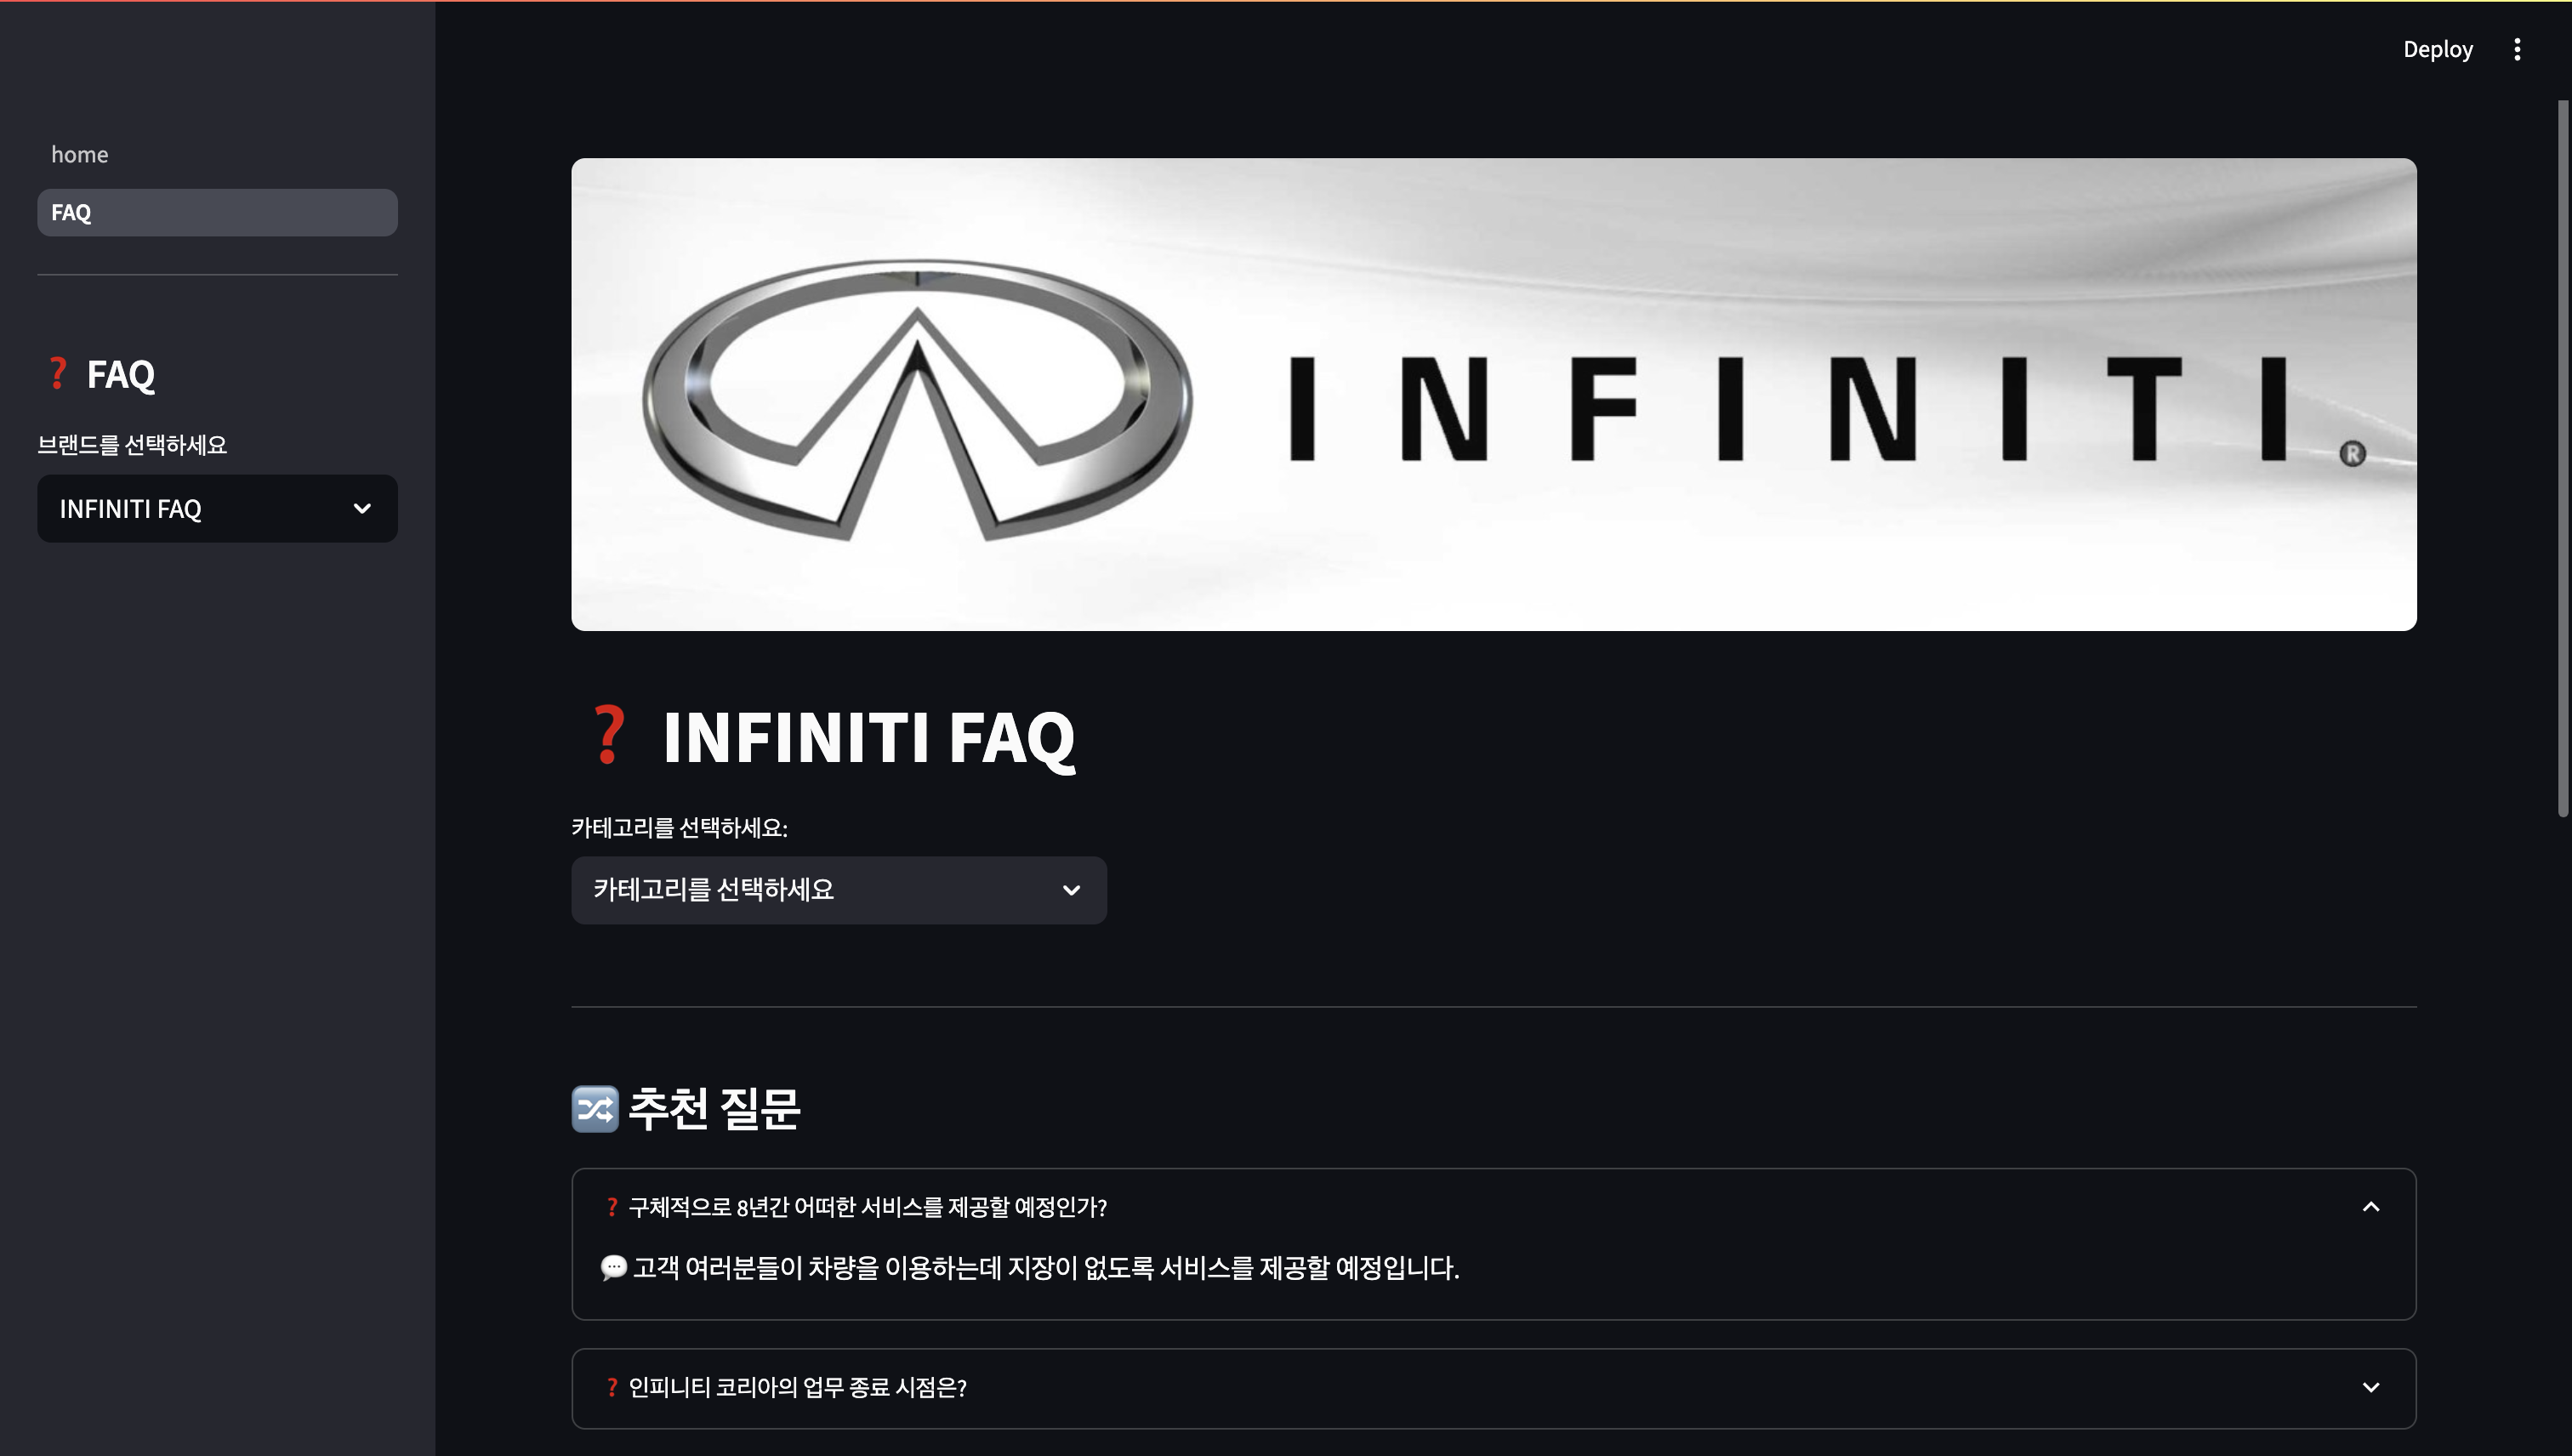 Deploy
home
FAQ
❓ FAQ
브랜드를 선택하세요
INFINITI FAQ
INFINITI®
❓ INFINITI FAQ
카테고리를 선택하세요:
카테고리를 선택하세요
🔀 추천 질문
❓ 구체적으로 8년간 어떠한 서비스를 제공할 예정인가?
💬 고객 여러분들이 차량을 이용하는데 지장이 없도록 서비스를 제공할 예정입니다.
❓ 인피니티 코리아의 업무 종료 시점은?